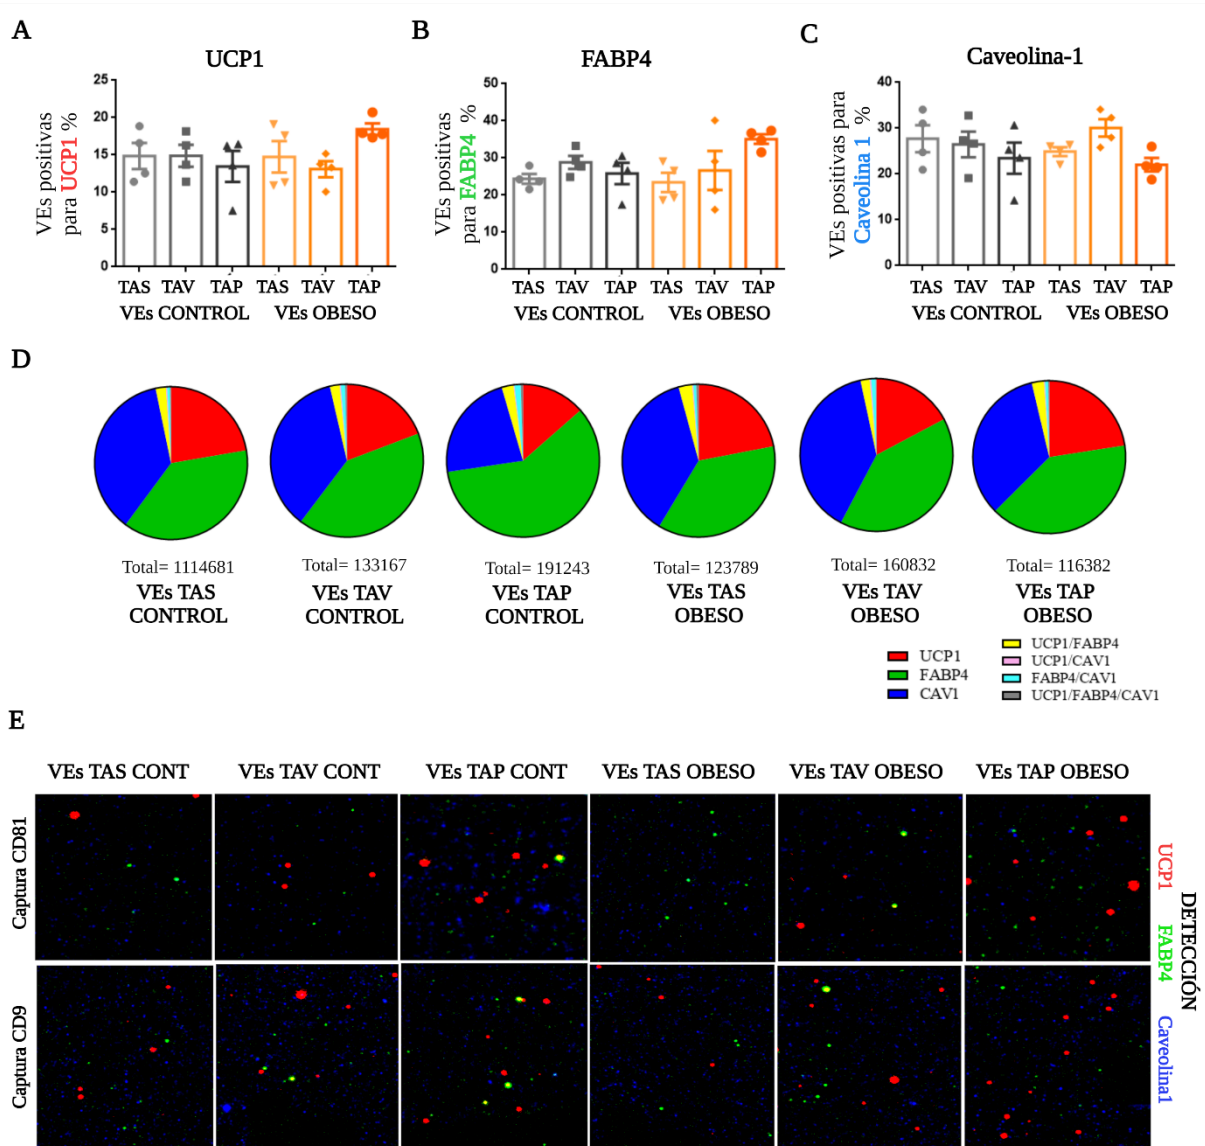 A
B
C
UCP1
FABP4
Caveolina-1
VEs positivas
para UCP1 %
25
20
15
10
5
0
TAS TAV TAP TAS TAV TAP
VEs CONTROL VEs OBESO
VEs positivas
para FABP4 %
50
40
30
20
10
0
TAS TAV TAP TAS TAV TAP
VEs CONTROL VEs OBESO
VEs positivas para
Caveolina 1 %
40
30
20
10
0
TAS TAV TAP TAS TAV TAP
VEs CONTROL VEs OBESO
D
Total= 1114681
VEs TAS
CONTROL
Total= 133167
VEs TAV
CONTROL
Total= 191243
VEs TAP
CONTROL
Total= 123789
VEs TAS
OBESO
Total= 160832
VEs TAV
OBESO
Total= 116382
VEs TAP
OBESO
UCP1
FABP4
CAV1
UCP1/FABP4
UCP1/CAV1
FABP4/CAV1
UCP1/FABP4/CAV1
E
VEs TAS CONT
VEs TAV CONT
VEs TAP CONT
VEs TAS OBESO
VEs TAV OBESO
VEs TAP OBESO
Captura CD81
Captura CD9
UCP1
FABP4
Caveolina1
DETECCIÓN